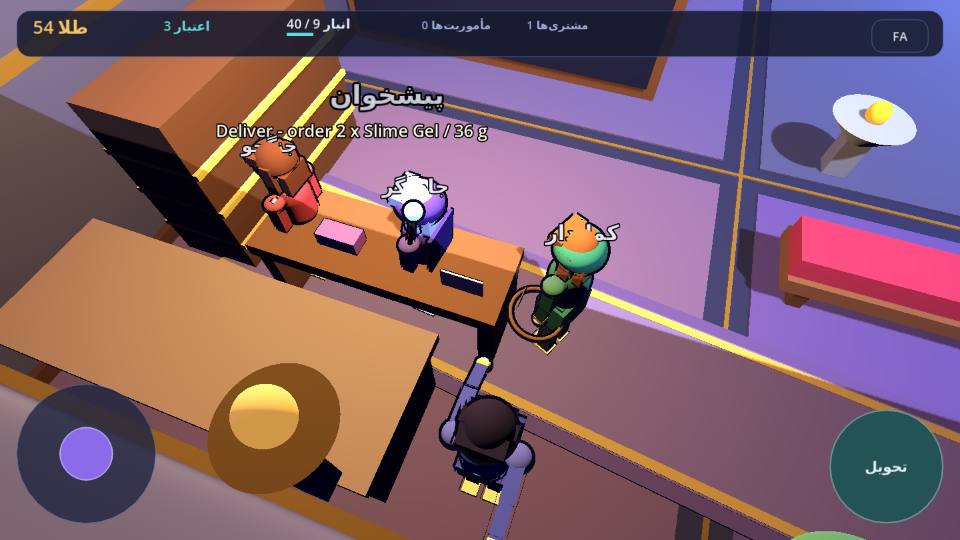 طلا 54
اعتبار 3
انبار 9 / 40
مأموریت‌ها 0
مشتری‌ها 1
FA
پیشخوان
Deliver - order 2 x Slime Gel / 36 g
تحویل